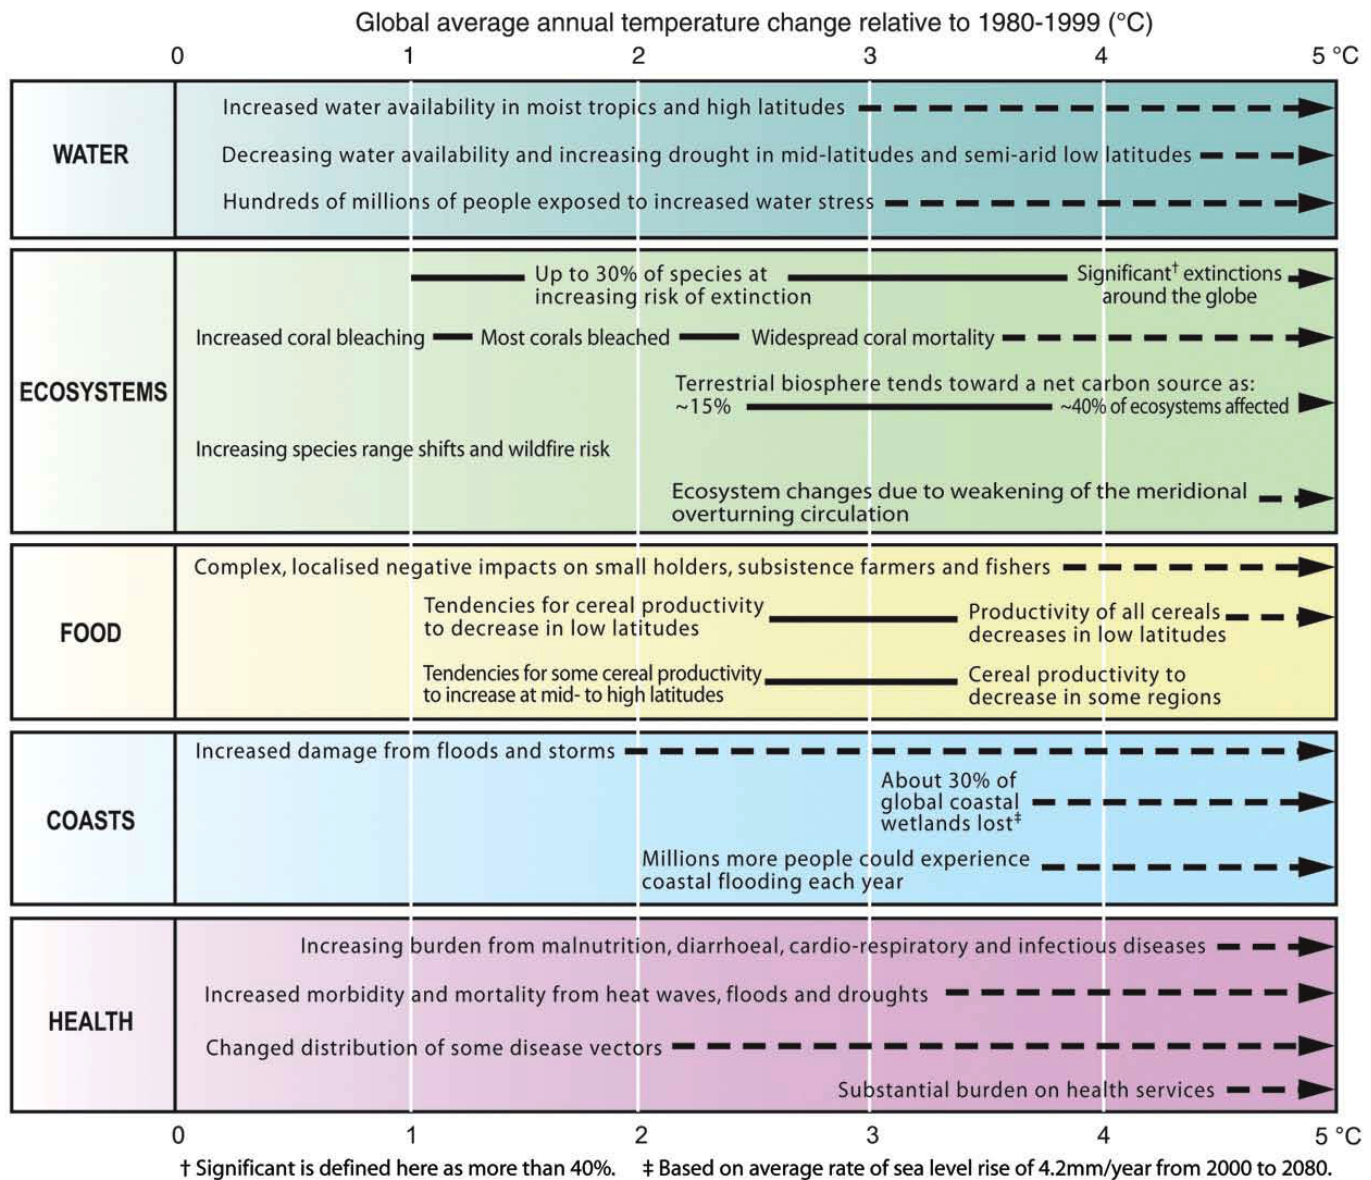 Global average annual temperature change relative to 1980-1999 (°C)
0 1 2 3 4 5 °C
WATER
Increased water availability in moist tropics and high latitudes
Decreasing water availability and increasing drought in mid-latitudes and semi-arid low latitudes
Hundreds of millions of people exposed to increased water stress
ECOSYSTEMS
Up to 30% of species at
increasing risk of extinction
Significant† extinctions
around the globe
Increased coral bleaching Most corals bleached Widespread coral mortality
Terrestrial biosphere tends toward a net carbon source as:
~15% ~40% of ecosystems affected
Increasing species range shifts and wildfire risk
Ecosystem changes due to weakening of the meridional
overturning circulation
FOOD
Complex, localised negative impacts on small holders, subsistence farmers and fishers
Tendencies for cereal productivity
to decrease in low latitudes
Productivity of all cereals
decreases in low latitudes
Tendencies for some cereal productivity
to increase at mid- to high latitudes
Cereal productivity to
decrease in some regions
COASTS
Increased damage from floods and storms
About 30% of
global coastal
wetlands lost‡
Millions more people could experience
coastal flooding each year
HEALTH
Increasing burden from malnutrition, diarrhoeal, cardio-respiratory and infectious diseases
Increased morbidity and mortality from heat waves, floods and droughts
Changed distribution of some disease vectors
Substantial burden on health services
0 1 2 3 4 5 °C
† Significant is defined here as more than 40%. ‡ Based on average rate of sea level rise of 4.2mm/year from 2000 to 2080.